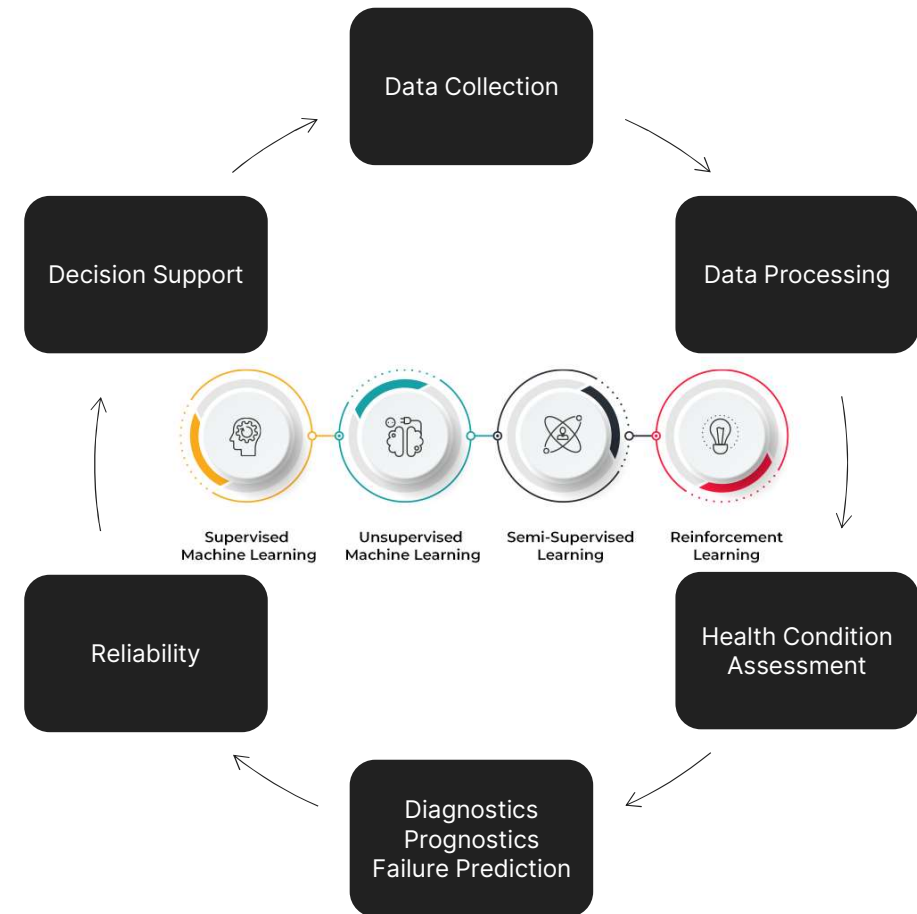 Data Collection
Decision Support
Data Processing
Supervised
Machine Learning
Unsupervised
Machine Learning
Semi-Supervised
Learning
Reinforcement
Learning
Reliability
Health Condition
Assessment
Diagnostics
Prognostics
Failure Prediction